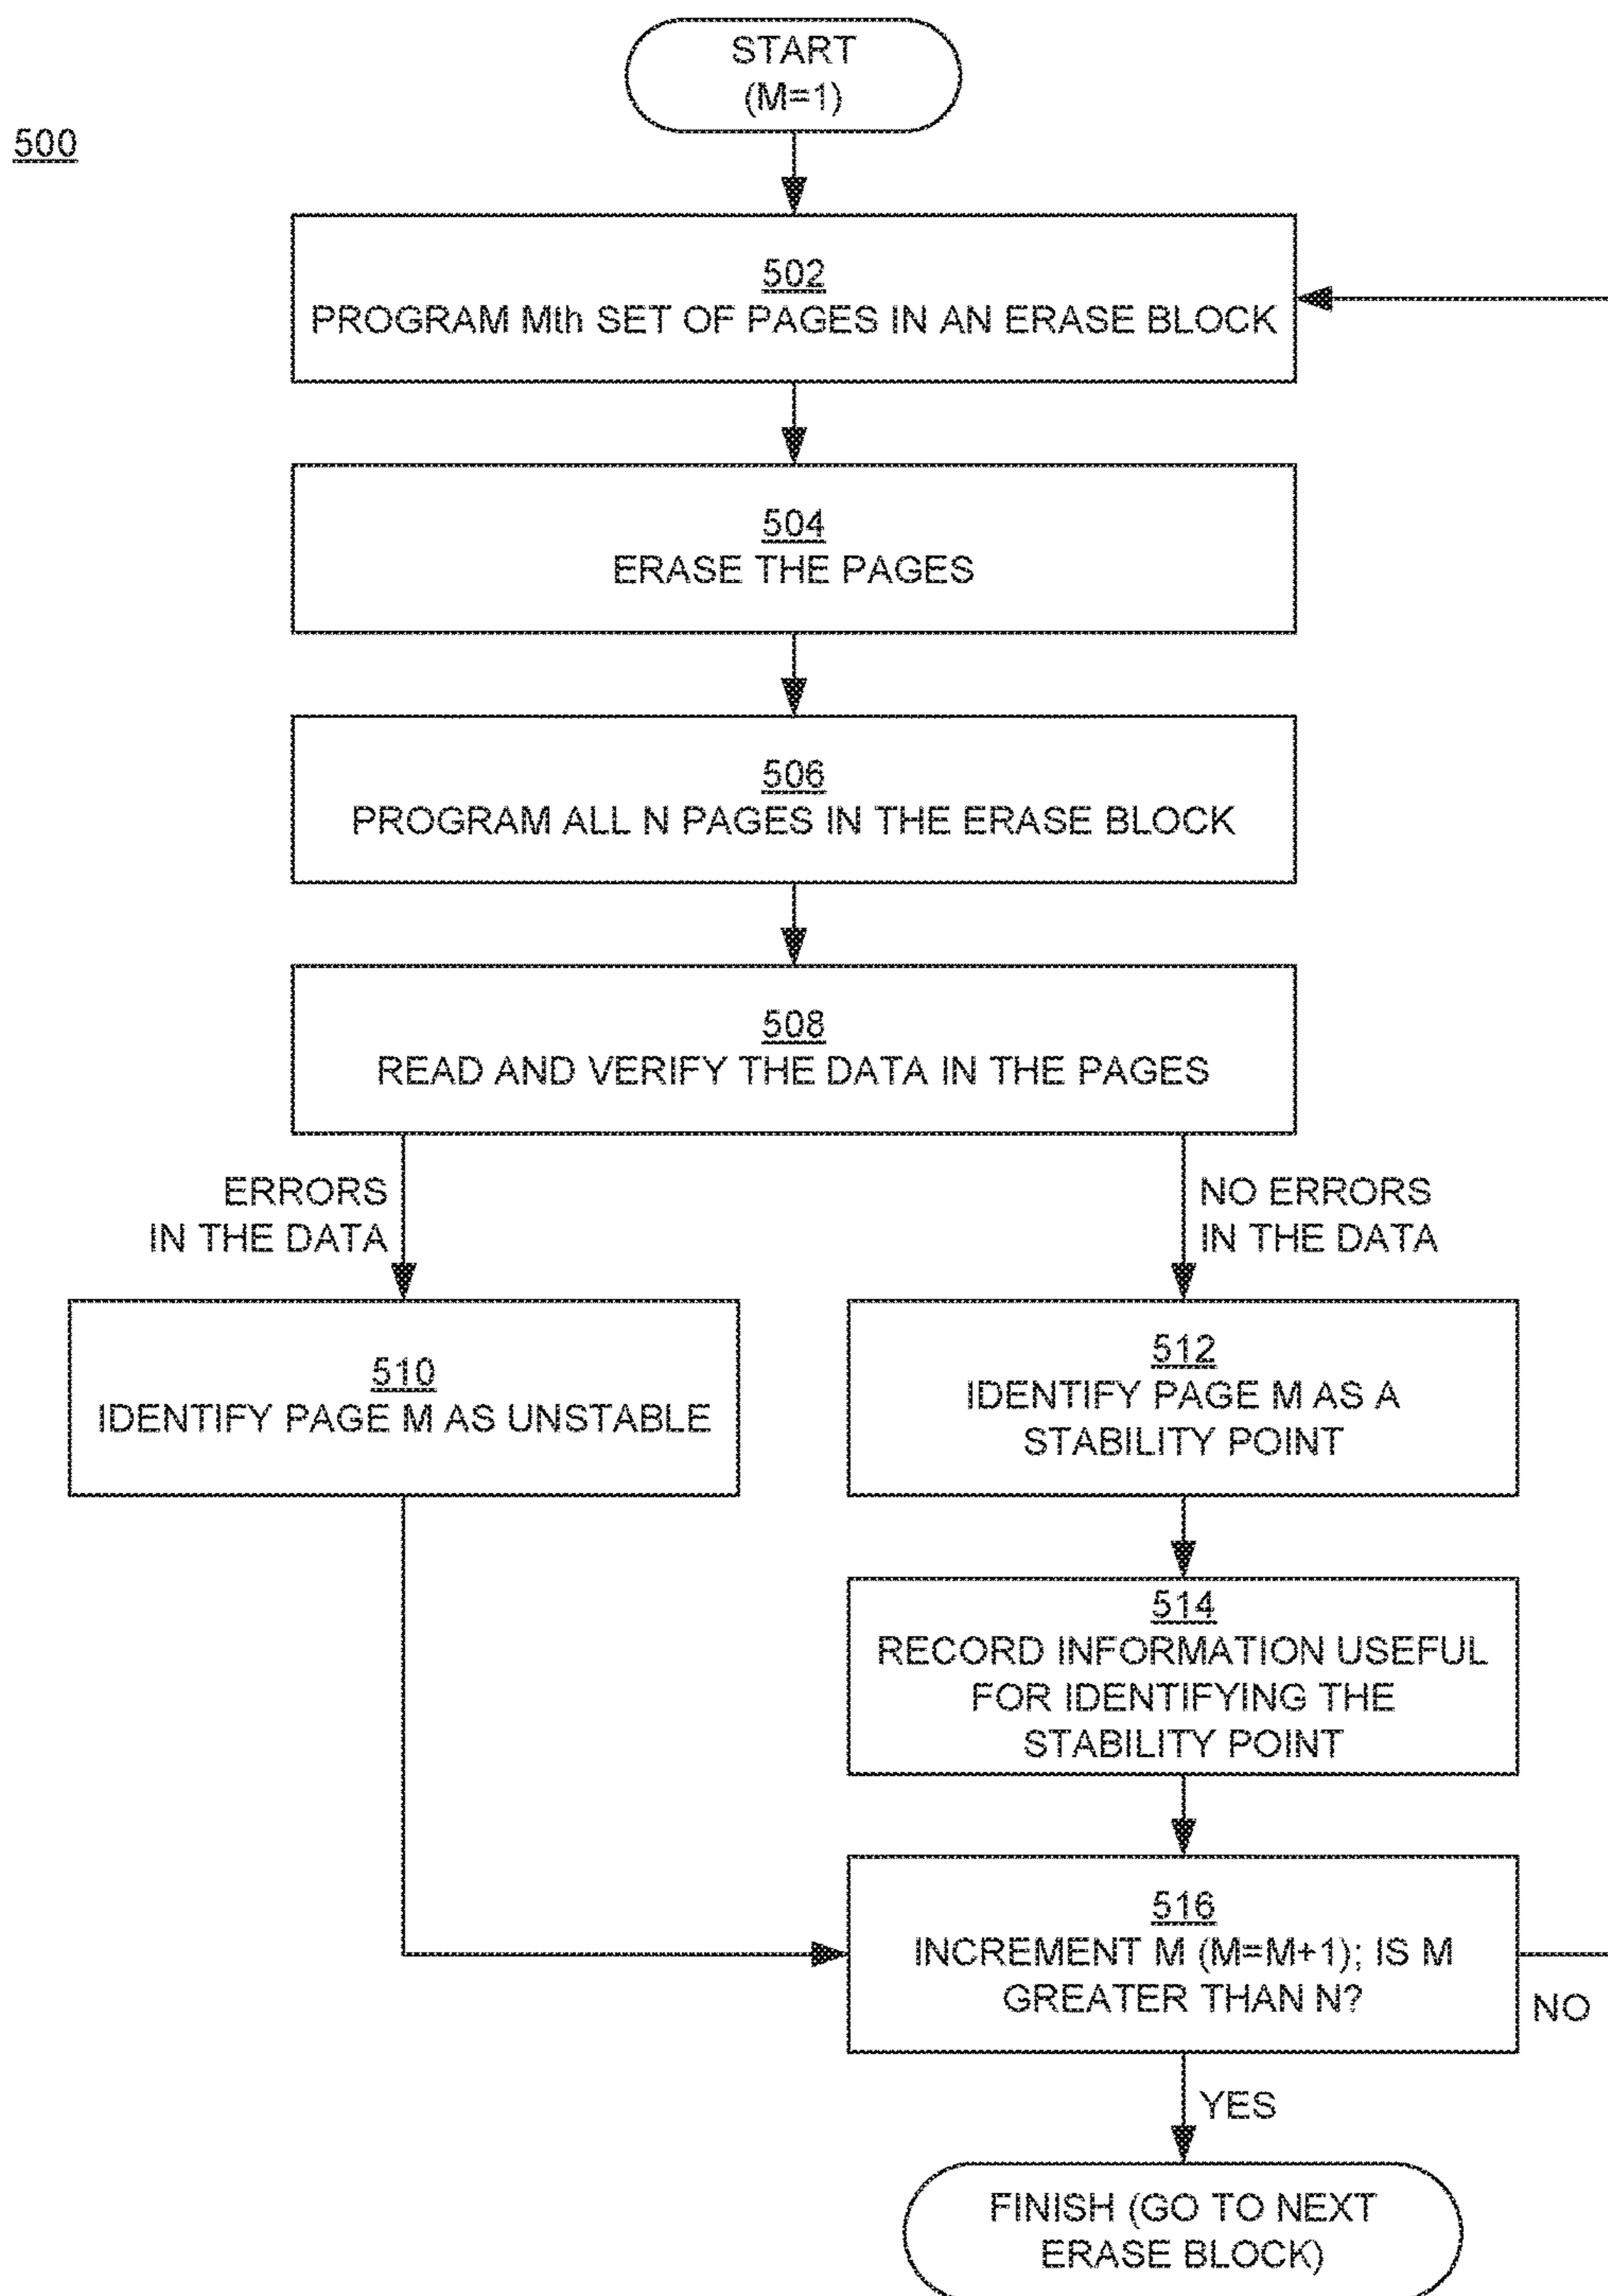 START
(M=1)
500
502
PROGRAM Mth SET OF PAGES IN AN ERASE BLOCK
504
ERASE THE PAGES
506
PROGRAM ALL N PAGES IN THE ERASE BLOCK
508
READ AND VERIFY THE DATA IN THE PAGES
ERRORS
IN THE DATA
NO ERRORS
IN THE DATA
510
IDENTIFY PAGE M AS UNSTABLE
512
IDENTIFY PAGE M AS A
STABILITY POINT
514
RECORD INFORMATION USEFUL
FOR IDENTIFYING THE
STABILITY POINT
516
INCREMENT M (M=M+1); IS M
GREATER THAN N?
NO
YES
FINISH (GO TO NEXT
ERASE BLOCK)